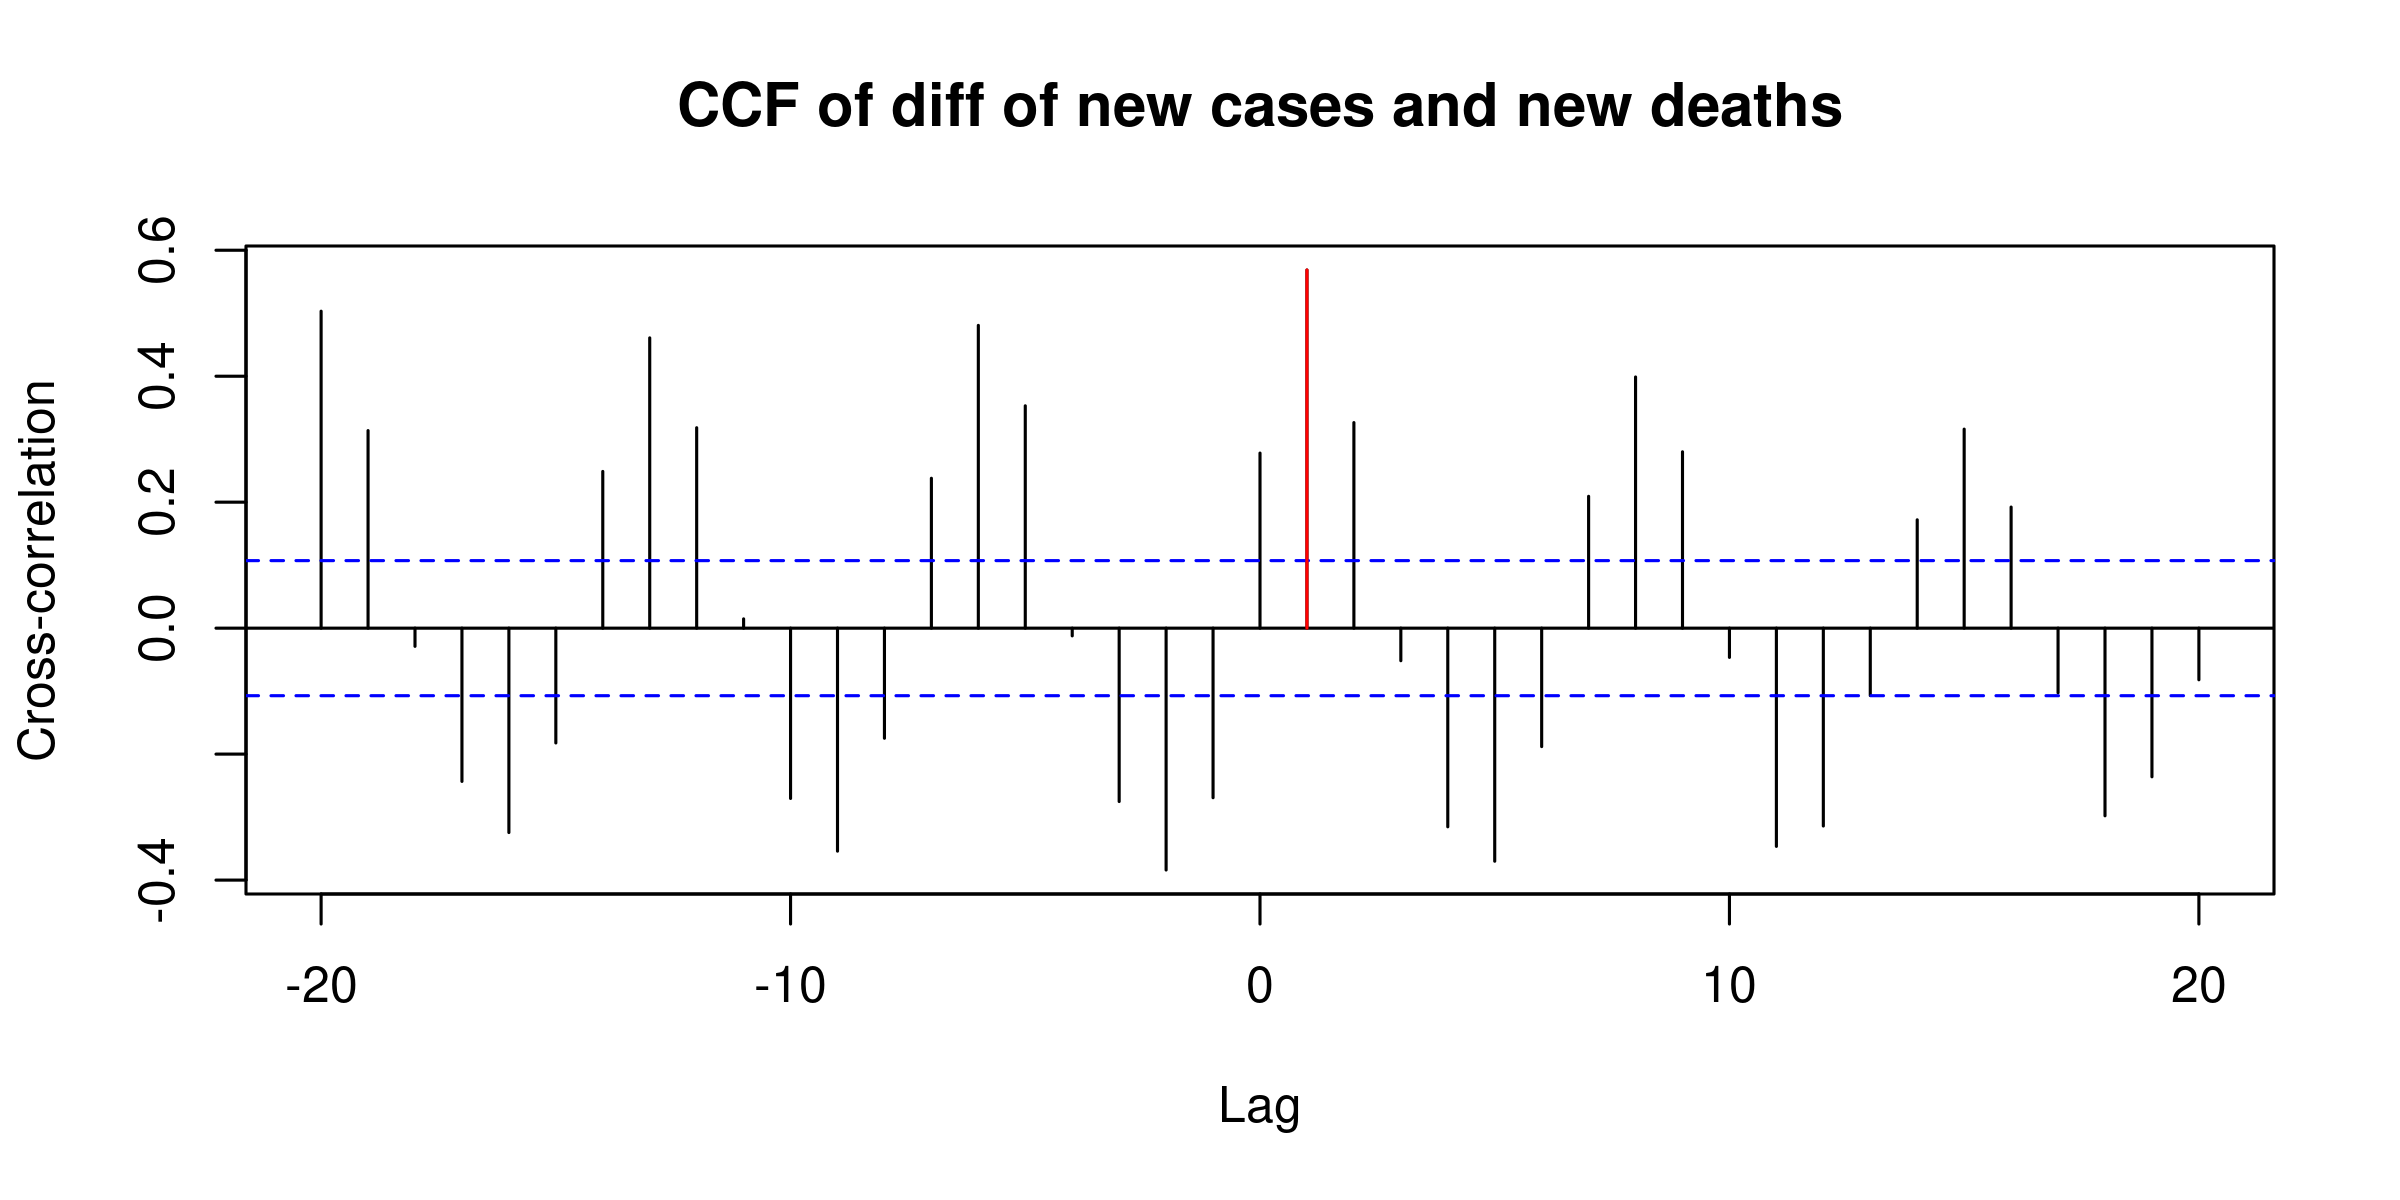 CCF of diff of new cases and new deaths
Cross-correlation
0.6
0.4
0.2
0.0
-0.4
-20 -10 0 10 20
Lag